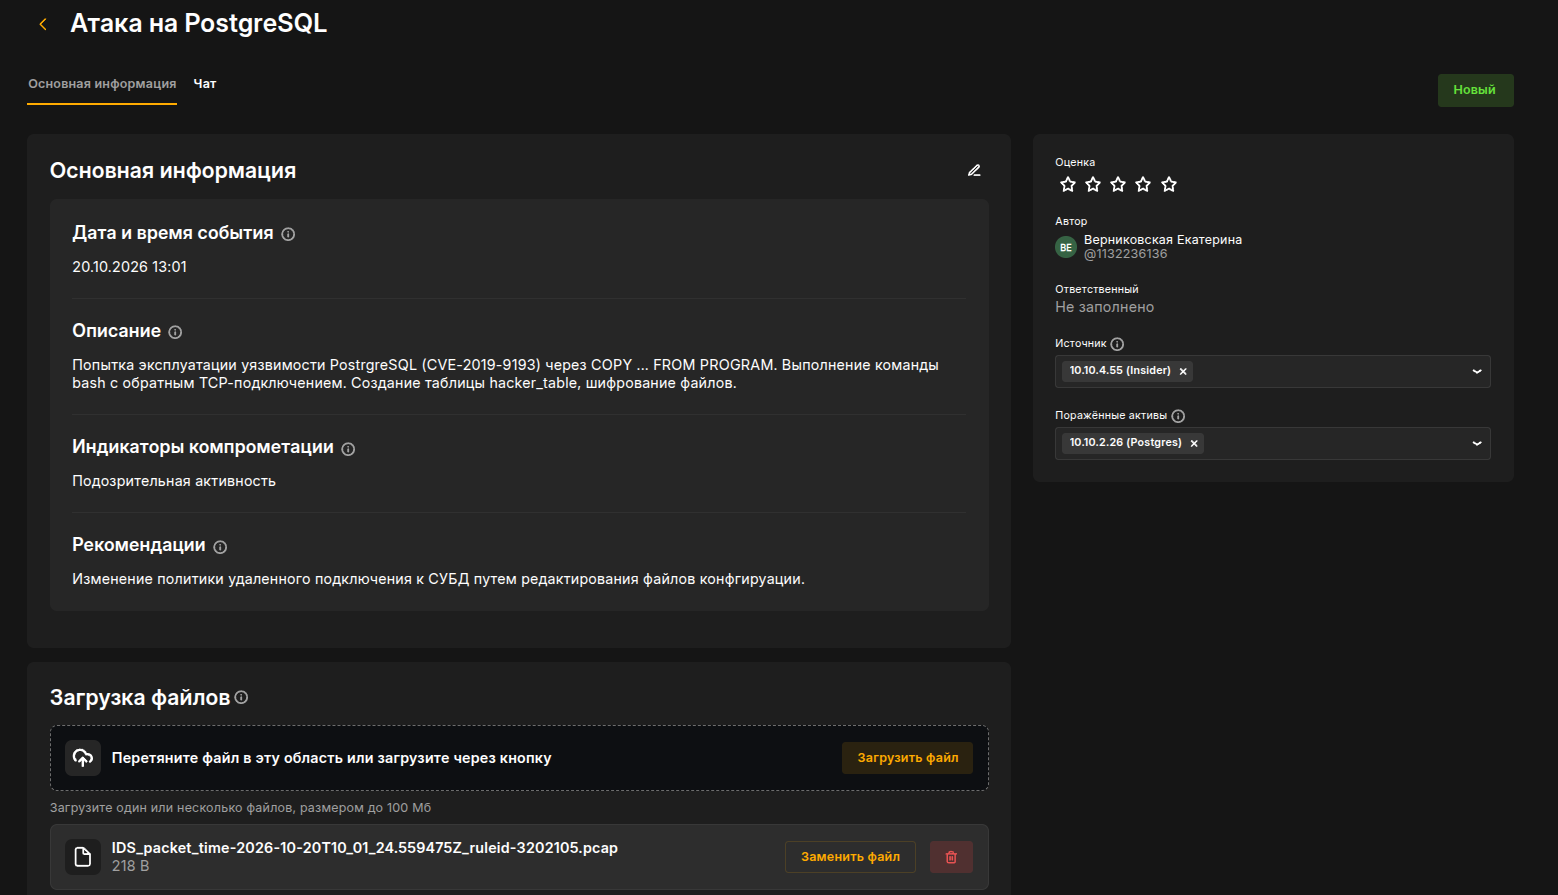 Атака на PostgreSQL
Основная информация
Чат
Новый
Основная информация
Дата и время события
20.10.2026 13:01
Описание
Попытка эксплуатации уязвимости PostrgreSQL (CVE-2019-9193) через COPY ... FROM PROGRAM. Выполнение команды
bash с обратным TCP-подключением. Создание таблицы hacker_table, шифрование файлов.
Индикаторы компрометации
Подозрительная активность
Рекомендации
Изменение политики удаленного подключения к СУБД путем редактирования файлов конфгируации.
Оценка
Автор
ВЕ
Верниковская Екатерина
@1132236136
Ответственный
Не заполнено
Источник
10.10.4.55 (Insider)
Поражённые активы
10.10.2.26 (Postgres)
Загрузка файлов
Перетяните файл в эту область или загрузите через кнопку
Загрузить файл
Загрузите один или несколько файлов, размером до 100 Мб
IDS_packet_time-2026-10-20T10_01_24.559475Z_ruleid-3202105.pcap
218 B
Заменить файл